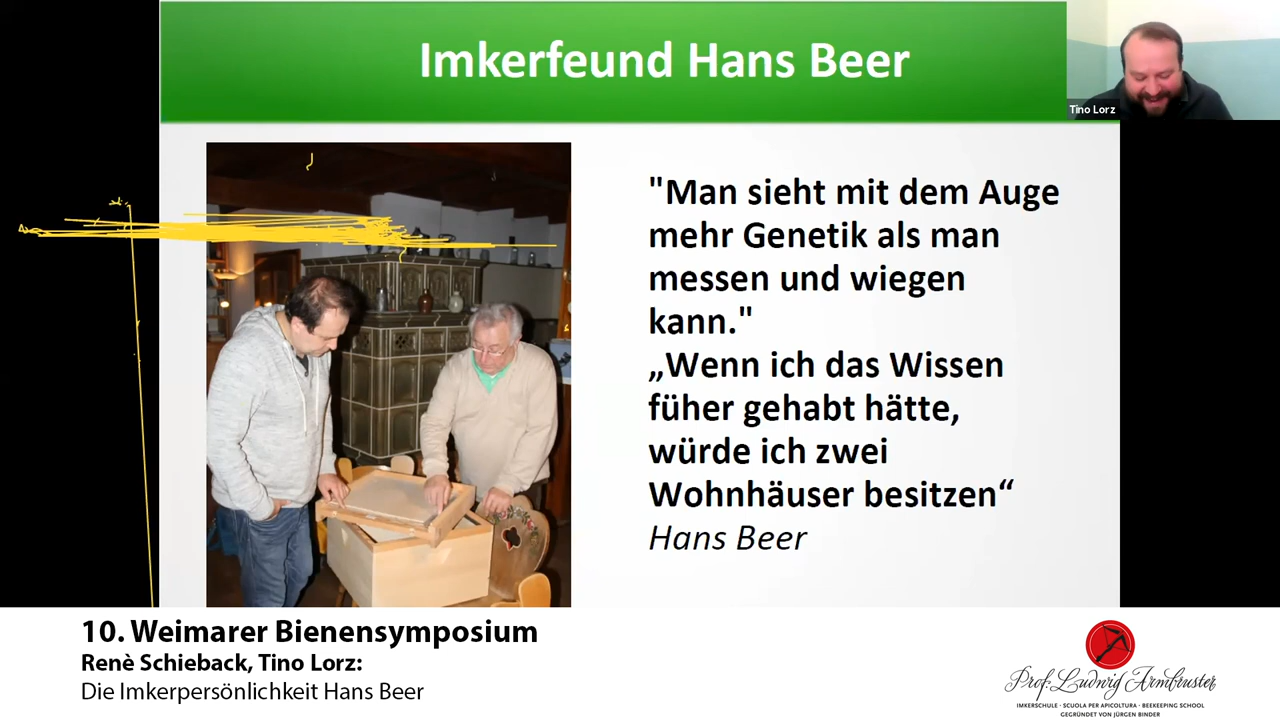 Imkerfeund Hans Beer
Tino Lorz
"Man sieht mit dem Auge
mehr Genetik als man
messen und wiegen
kann."
„Wenn ich das Wissen
füher gehabt hätte,
würde ich zwei
Wohnhäuser besitzen“
Hans Beer
10. Weimarer Bienensymposium
Renè Schieback, Tino Lorz:
Die Imkerpersönlichkeit Hans Beer
Prof. Ludwig Armbruster
IMKERSCHULE · SCUOLA PER APICOLTURA · BEEKEEPING SCHOOL
GEGRÜNDET VON JÜRGEN BINDER